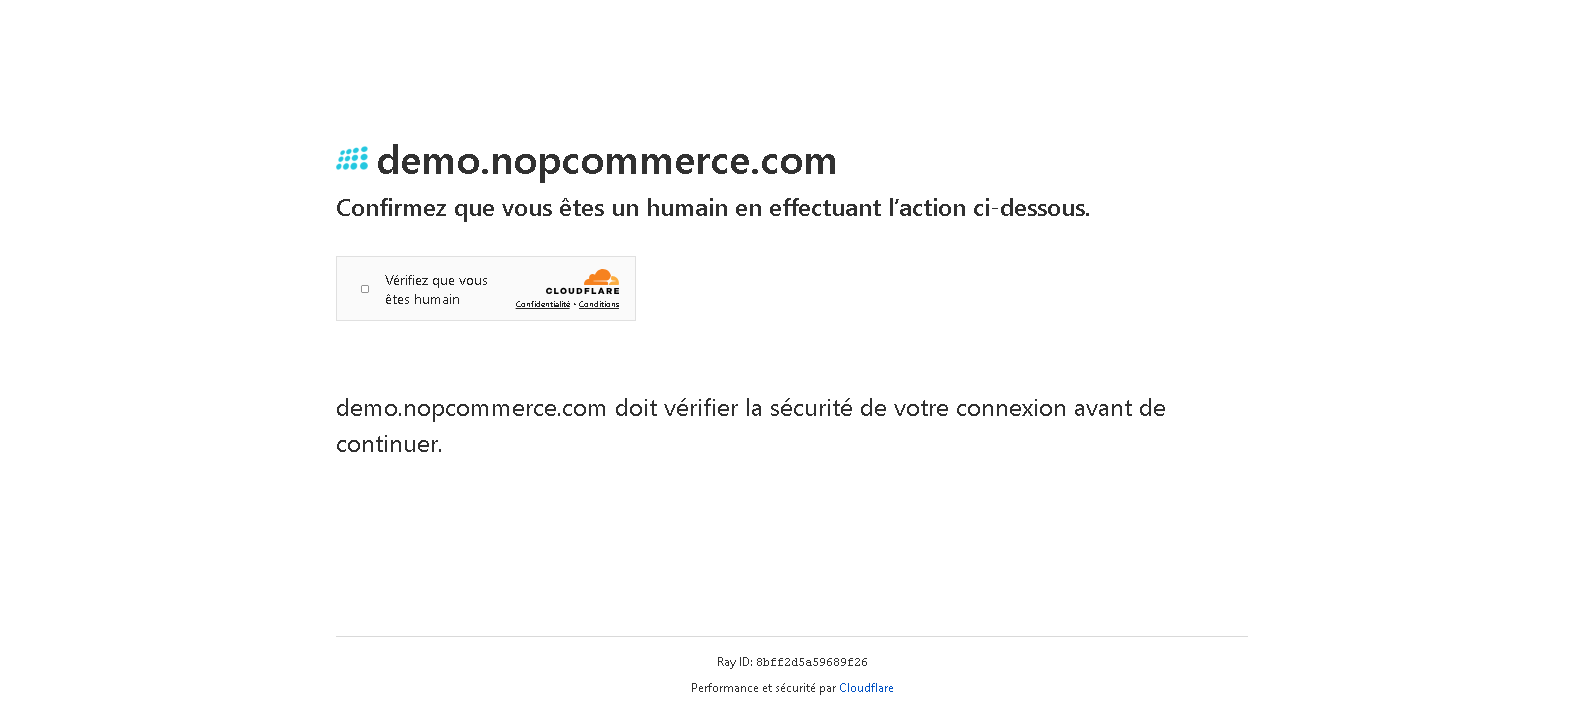 demo.nopcommerce.com
Confirmez que vous êtes un humain en effectuant l’action ci-dessous.
Vérifiez que vous
êtes humain
CLOUDFLARE
Confidentialité • Conditions
demo.nopcommerce.com doit vérifier la sécurité de votre connexion avant de
continuer.
Ray ID: 8bff2d5a59689f26
Performance et sécurité par Cloudflare